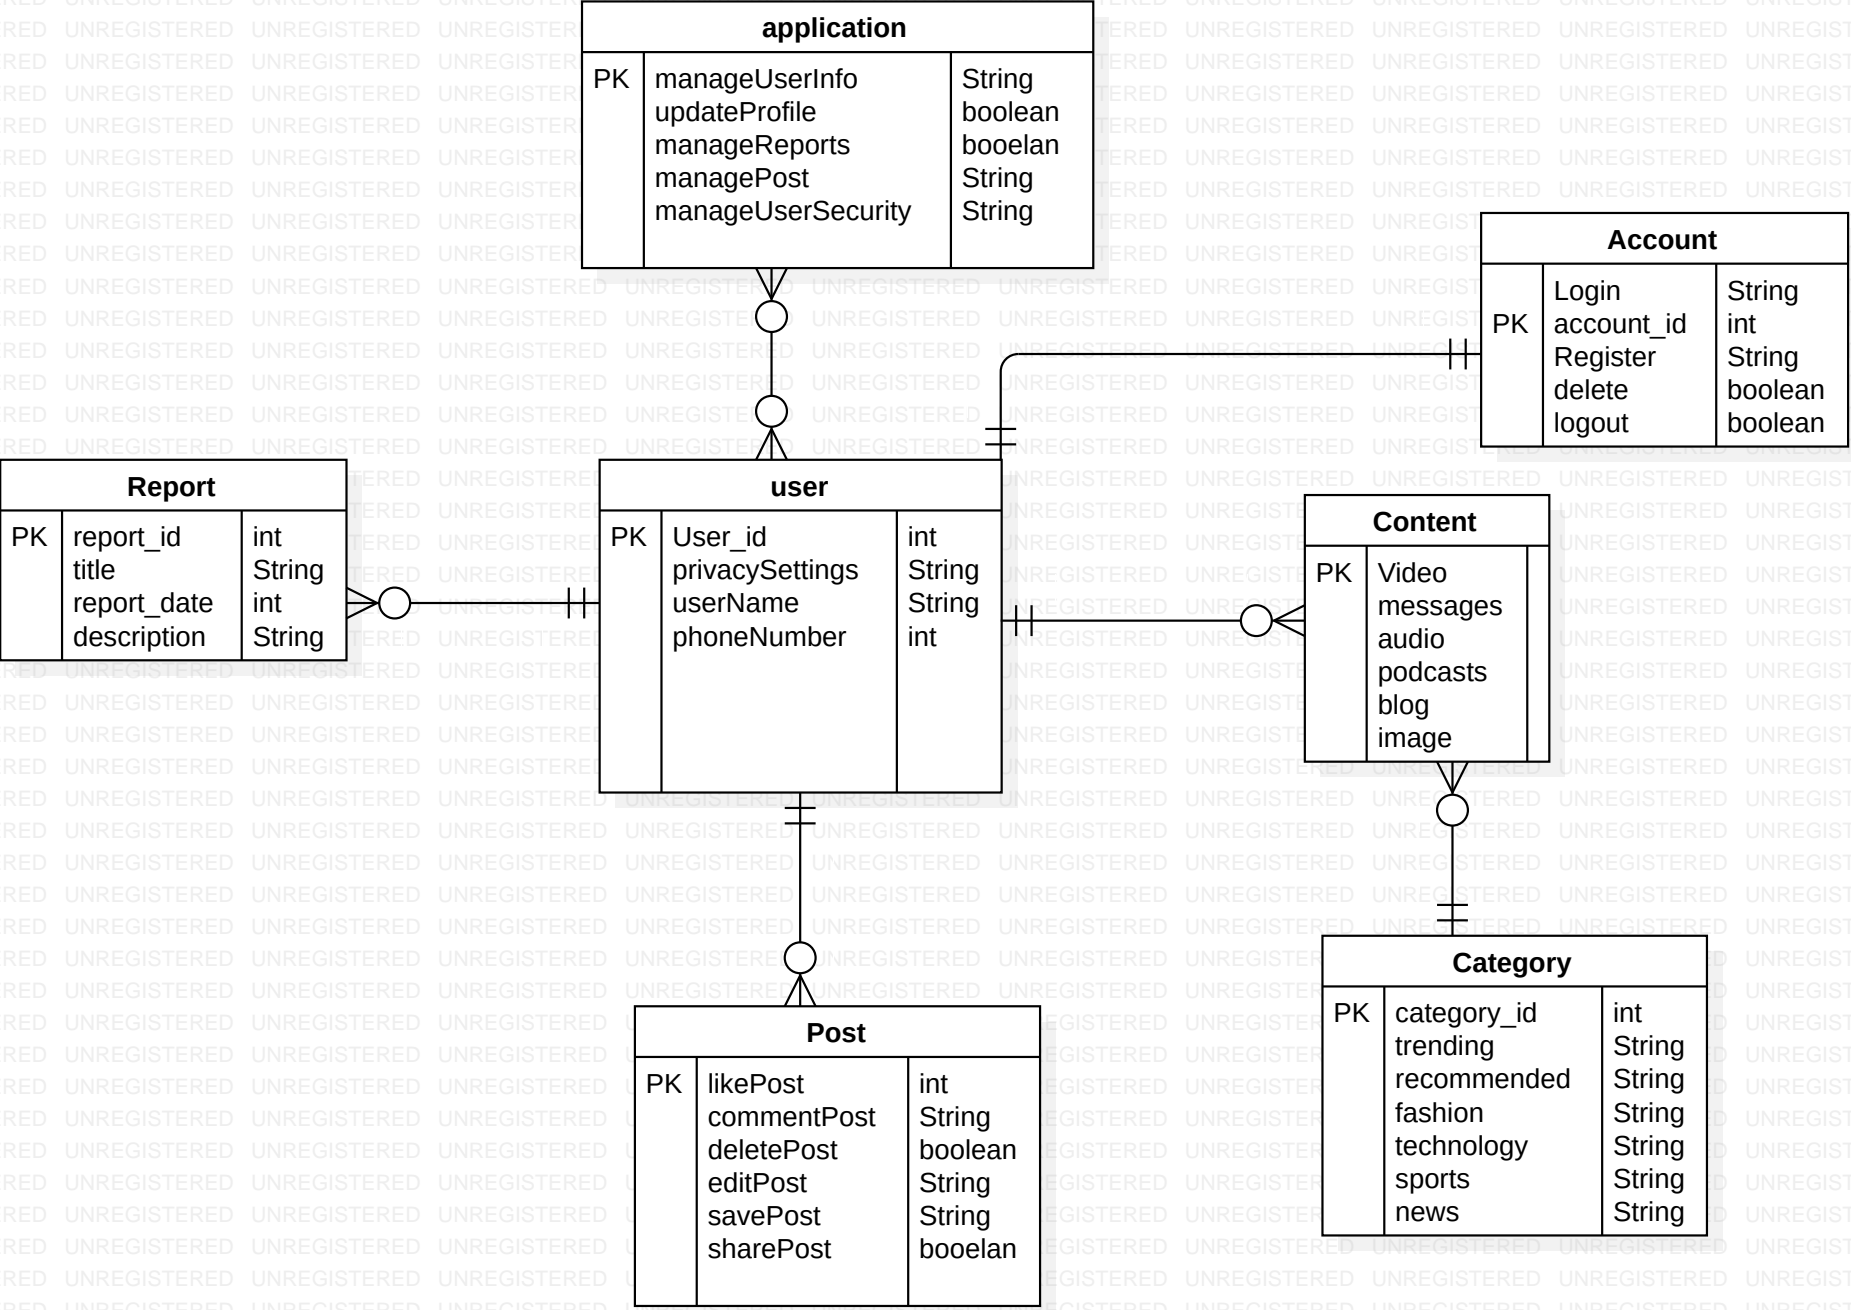 application
PK manageUserInfo String
updateProfile boolean
manageReports booelan
managePost String
manageUserSecurity String
Account
Login String
PK account_id int
Register String
delete boolean
logout boolean
Report
PK report_id int
title String
report_date int
description String
user
PK User_id int
privacySettings String
userName String
phoneNumber int
Content
PK Video
messages
audio
podcasts
blog
image
Post
PK likePost int
commentPost String
deletePost boolean
editPost String
savePost String
sharePost booelan
Category
PK category_id int
trending String
recommended String
fashion String
technology String
sports String
news String
UNREGISTERED